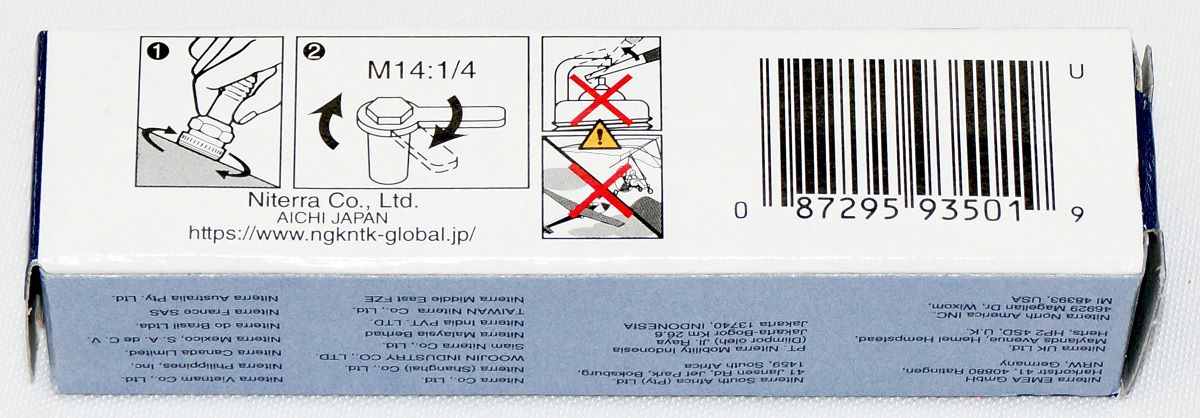 1
2
M14:1/4
Niterra Co., Ltd.
AICHI JAPAN
https://www.ngkntk-global.jp/
U
0 87295 93501 9
Niterra EMEA GmbH
Harkortstr 41, 40880 Ratingen,
NRW, Germany
Niterra UK Ltd.
Maylands Avenue, Hemel Hempstead,
Herts, HP2 4SD, U.K.
Niterra North America INC.
46929 Magellan Dr. Wixom,
MI 48393, USA
Niterra South Africa (Pty) Ltd
41 Jansen Rd, Jet Park, Boksburg,
1459, South Africa
PT. Niterra Mobility Indonesia
(Diimpor oleh) Jl. Raya
Jakarta-Bogor Km 26.6
Jakarta 13740, INDONESIA
Niterra Co., Ltd.
Niterra (Shanghai) Co., Ltd.
WOOJIN INDUSTRY CO., LTD.
Siam Niterra Co., Ltd.
Niterra Malaysia Berhad
Niterra India PVT. LTD
TAIWAN Niterra Co., Ltd.
Niterra Middle East FZE
Niterra Vietnam Co., Ltd.
Niterra Philippines, Inc.
Niterra Canada Limited
Niterra Mexico, S. A. de C. V.
Niterra do Brasil Ltda.
Niterra France SAS
Niterra Australia Pty. Ltd.